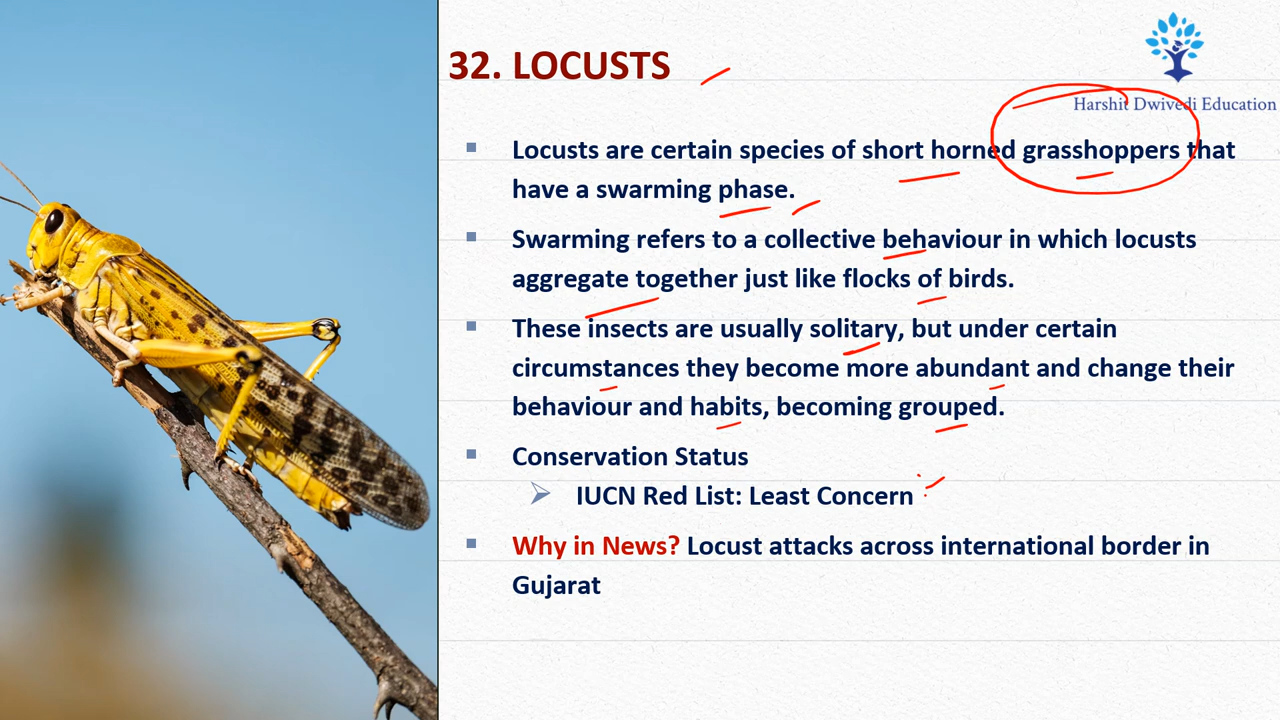 32. LOCUSTS
Harshit Dwivedi Education
Locusts are certain species of short horned grasshoppers that
have a swarming phase.
Swarming refers to a collective behaviour in which locusts
aggregate together just like flocks of birds.
These insects are usually solitary, but under certain
circumstances they become more abundant and change their
behaviour and habits, becoming grouped.
Conservation Status
IUCN Red List: Least Concern
Why in News? Locust attacks across international border in
Gujarat